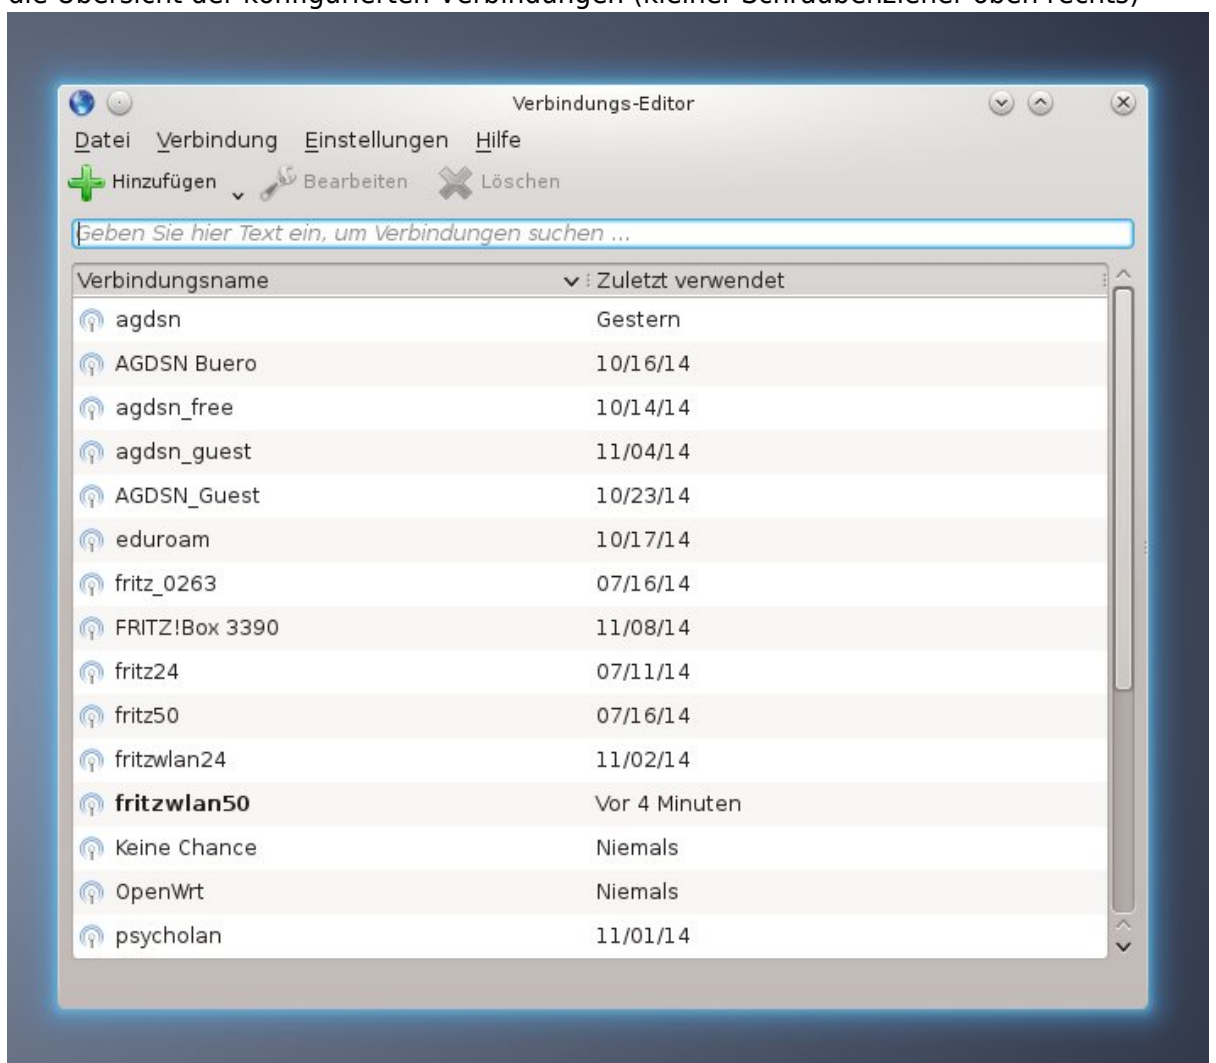 die Übersicht der konfigurierten Verbindungen (kleiner Schraubenzieher oben rechts)
Verbindungs-Editor
Datei Verbindung Einstellungen Hilfe
Hinzufügen Bearbeiten Löschen
Geben Sie hier Text ein, um Verbindungen suchen ...
Verbindungsname Zuletzt verwendet
agdsn Gestern
AGDSN Buero 10/16/14
agdsn_free 10/14/14
agdsn_guest 11/04/14
AGDSN_Guest 10/23/14
eduroam 10/17/14
fritz_0263 07/16/14
FRITZ!Box 3390 11/08/14
fritz24 07/11/14
fritz50 07/16/14
fritzwlan24 11/02/14
fritzwlan50 Vor 4 Minuten
Keine Chance Niemals
OpenWrt Niemals
psycholan 11/01/14